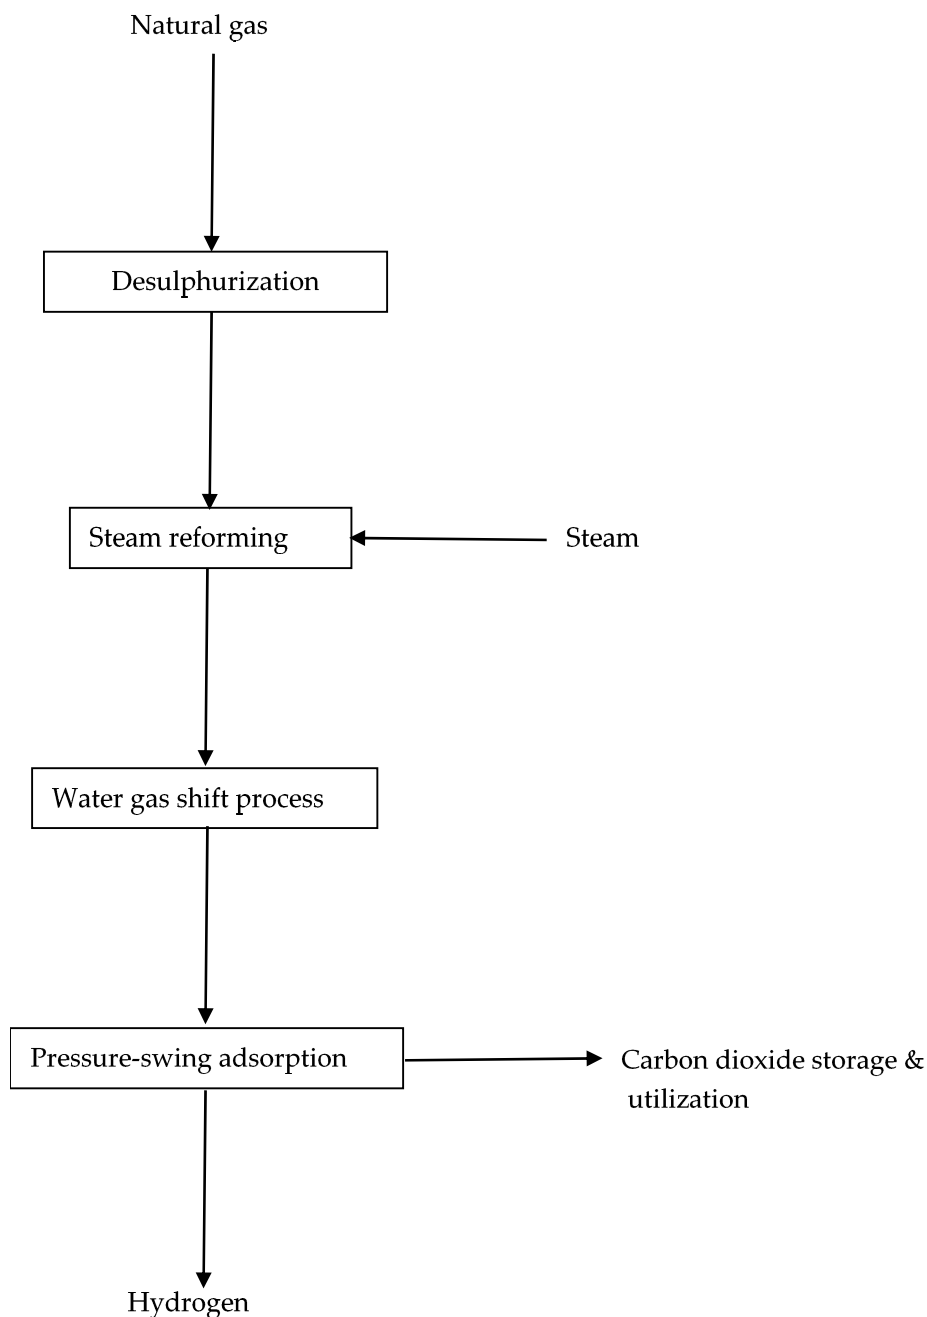 Natural gas
Desulphurization
Steam reforming
Steam
Water gas shift process
Pressure-swing adsorption
Carbon dioxide storage &
utilization
Hydrogen